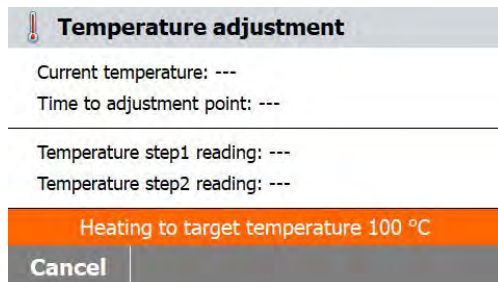 Temperature adjustment
Current temperature: ---
Time to adjustment point: ---
Temperature step1 reading: ---
Temperature step2 reading: ---
Heating to target temperature 100 °C
Cancel